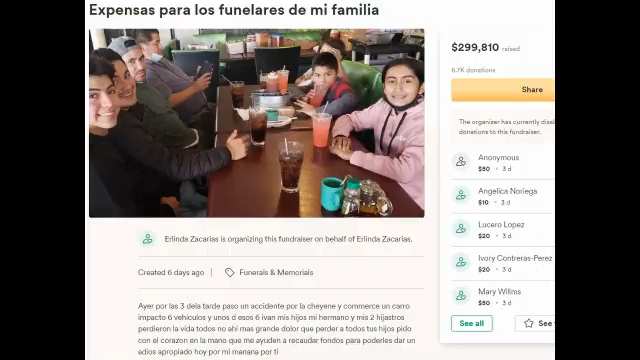 Expensas para los funelares de mi familia
$299,810 raised
6.7K donations
Share
The organizer has currently disa
donations to this fundraiser.
Anonymous
$50 • 3 d
Angelica Noriega
$10 • 3 d
Lucero Lopez
$20 • 3 d
Ivory Contreras-Perez
$20 • 3 d
Mary Willms
$50 • 3 d
See all
See
Erlinda Zacarias is organizing this fundraiser on behalf of Erlinda Zacarias.
Created 6 days ago | Funerals & Memorials
Ayer por las 3 dela tarde paso un accidente por la cheyene y commerce un carro
impacto 6 vehiculos y unos d esos 6 ivan mis hijos mi hermano y mis 2 hijastros
perdieron la vida todos no ahi mas grande dolor que perder a todos tus hijos pido
con el corazon en la mano que me ayuden a recaudar fondos para poderles dar un
adios apropiado hoy por mi manana por ti